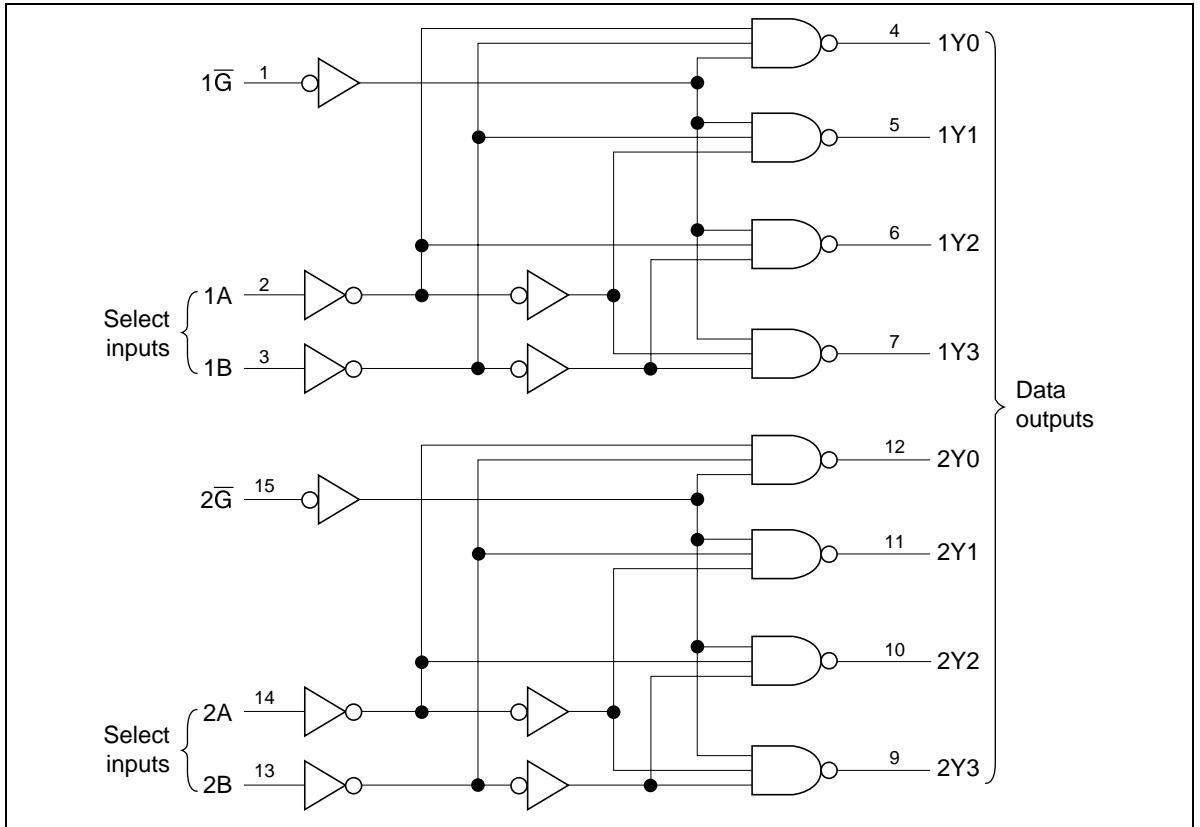 4 1Y0
1G̅ 1
5 1Y1
6 1Y2
1A 2
Select
inputs
7 1Y3
1B 3
Data
outputs
12 2Y0
2G̅ 15
11 2Y1
10 2Y2
2A 14
Select
inputs
9 2Y3
2B 13